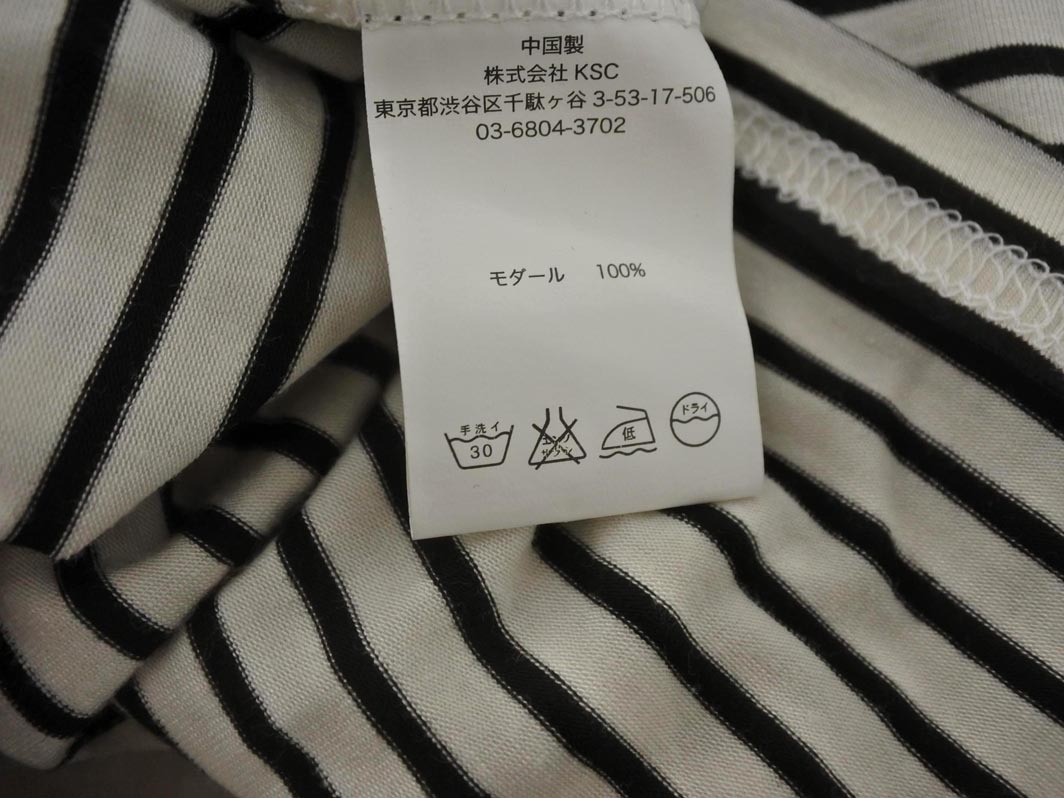 中国製
株式会社 KSC
東京都渋谷区千駄ヶ谷 3-53-17-506
03-6804-3702
モダール 100%
手洗イ
30
低
ドライ